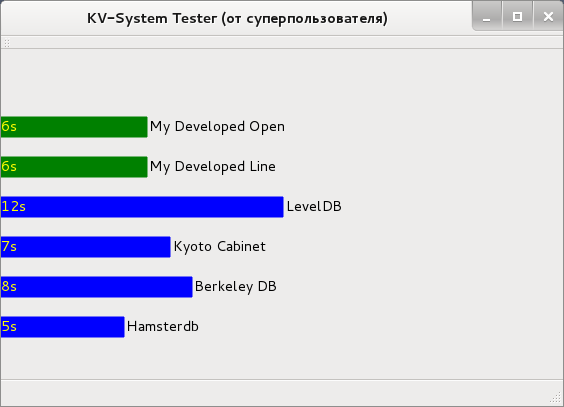 KV-System Tester (от суперпользователя)
6s My Developed Open
6s My Developed Line
12s LevelDB
7s Kyoto Cabinet
8s Berkeley DB
5s Hamsterdb